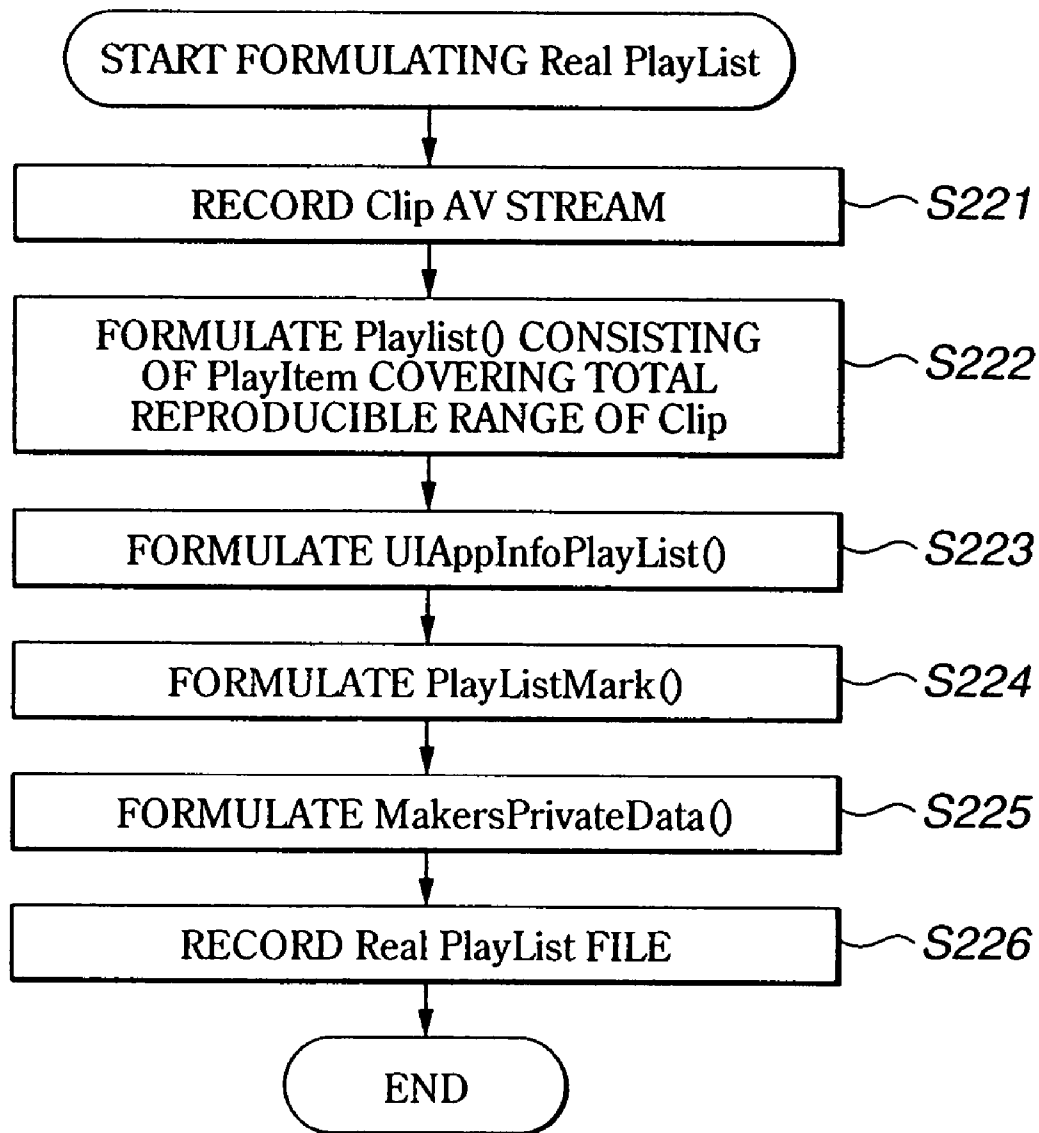 START FORMULATING Real PlayList
RECORD Clip AV STREAM
S221
FORMULATE Playlist() CONSISTING
OF PlayItem COVERING TOTAL
REPRODUCIBLE RANGE OF Clip
S222
FORMULATE UIAppInfoPlayList()
S223
FORMULATE PlayListMark()
S224
FORMULATE MakersPrivateData()
S225
RECORD Real PlayList FILE
S226
END